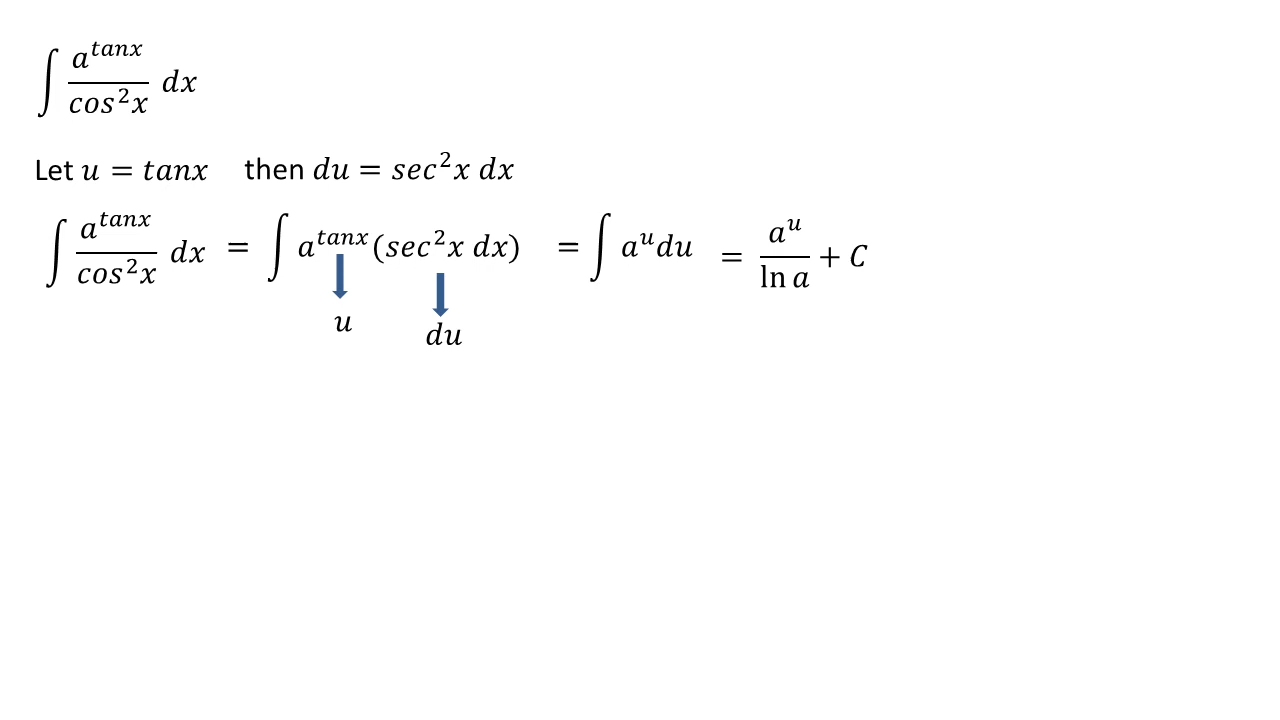 ∫ a^{tanx}/cos²x dx
Let u = tanx then du = sec²x dx
∫ a^{tanx}/cos²x dx = ∫ a^{tanx}(sec²x dx) = ∫ a^u du = a^u/ln a + C
u
du